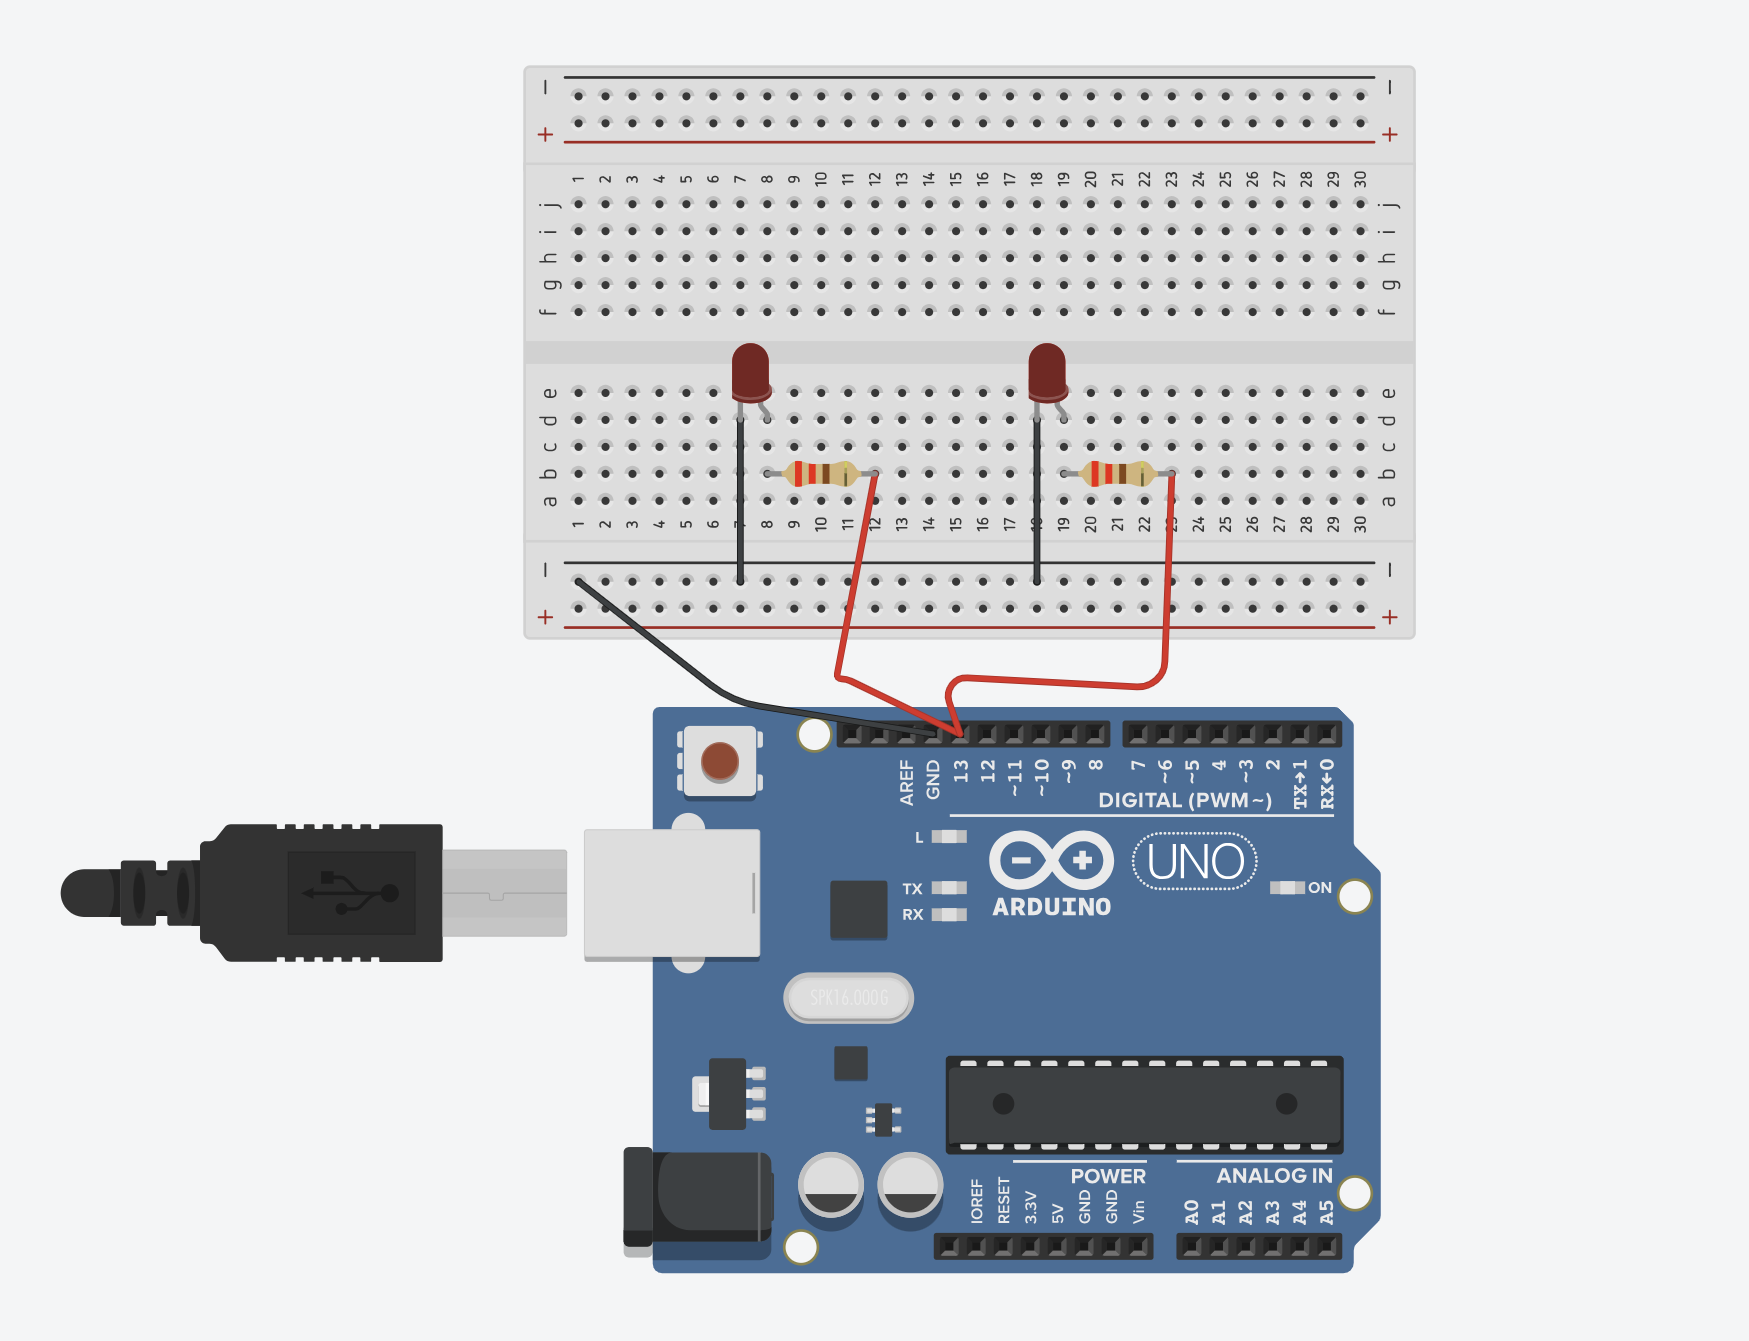 − −
+ +
1 2 3 4 5 6 7 8 9 10 11 12 13 14 15 16 17 18 19 20 21 22 23 24 25 26 27 28 29 30
j j
i i
h h
g g
f f
e e
d d
c c
b b
a a
1 2 3 4 5 6 7 8 9 10 11 12 13 14 15 16 17 18 19 20 21 22 23 24 25 26 27 28 29 30
− −
+ +
AREF GND 13 12 ~11 ~10 ~9 8 7 ~6 ~5 4 ~3 2 TX→1 RX←0
DIGITAL (PWM~)
L
UNO
TX
ON
RX
ARDUINO
SPK16.000G
POWER ANALOG IN
IOREF RESET 3.3V 5V GND GND Vin A0 A1 A2 A3 A4 A5